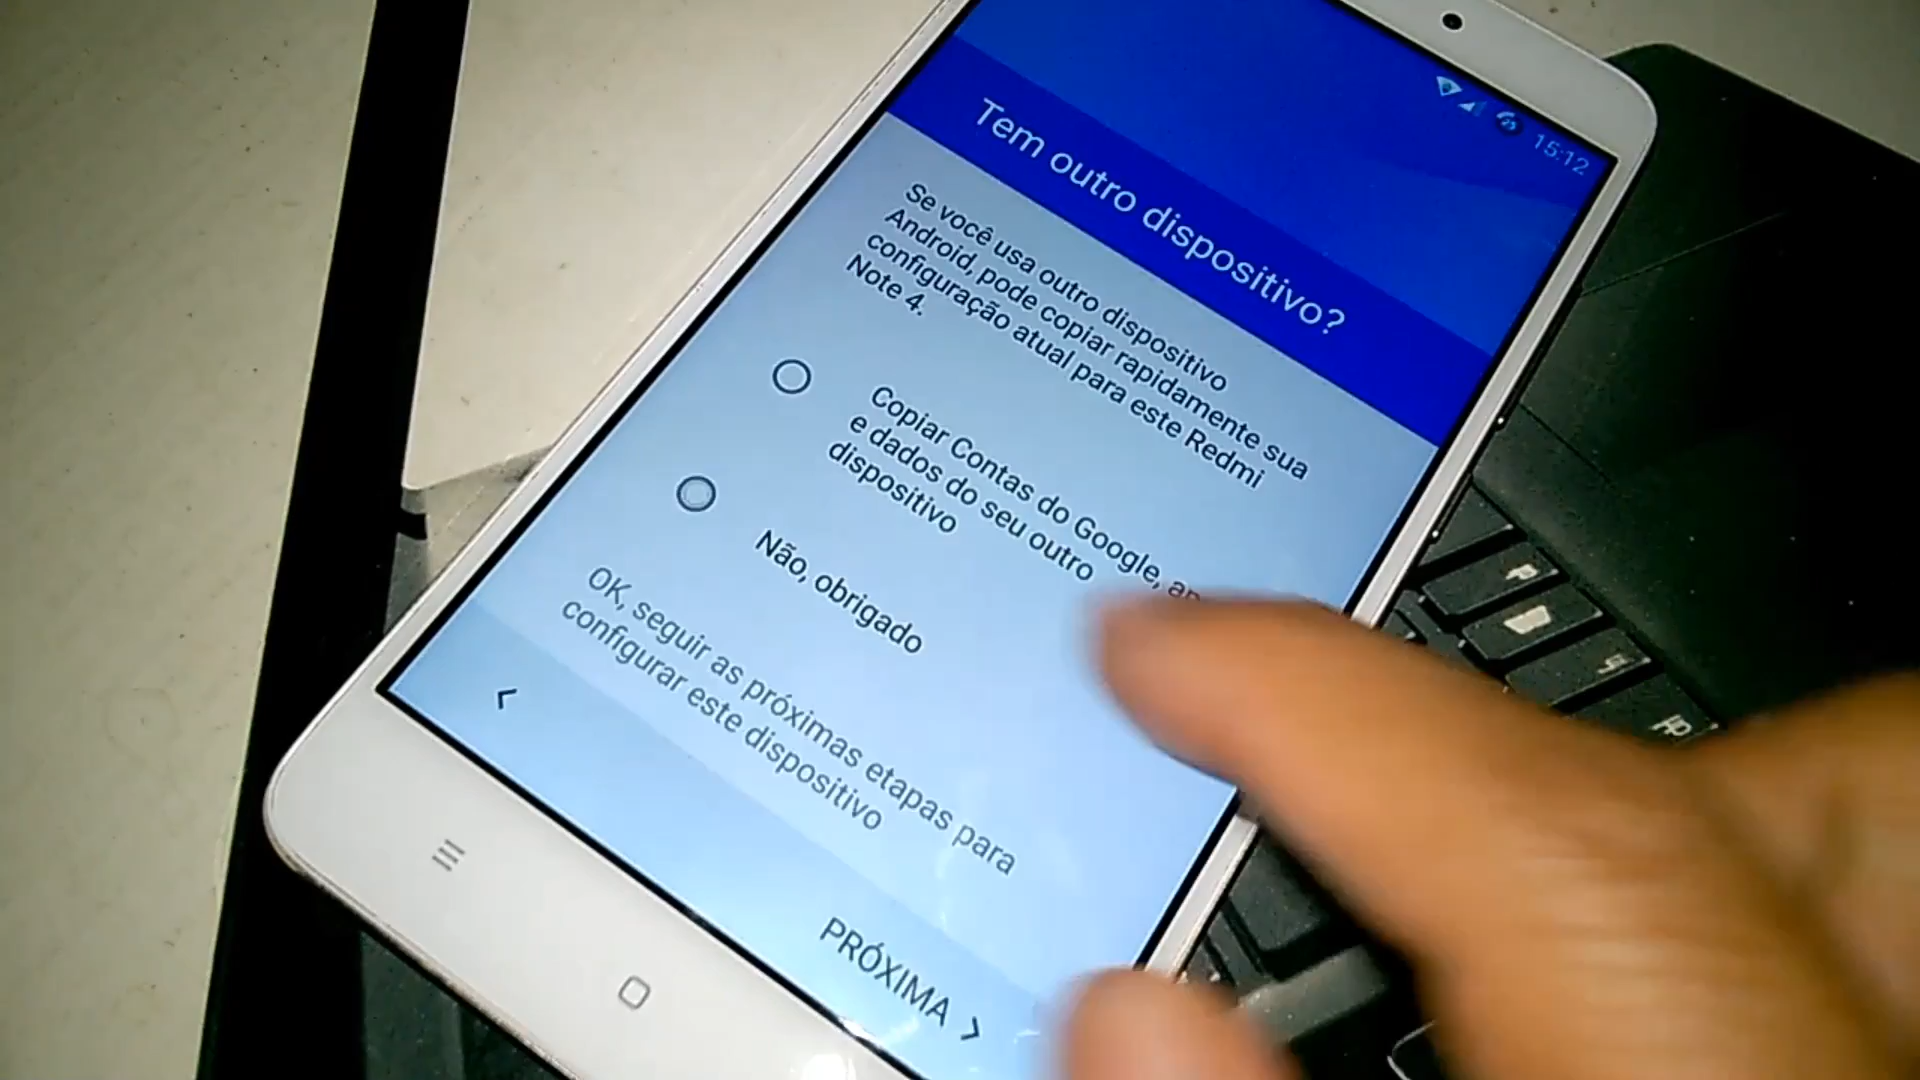 15:12
Tem outro dispositivo?
Se você usa outro dispositivo
Android, pode copiar rapidamente sua
configuração atual para este Redmi
Note 4.
Copiar Contas do Google,
e dados do seu outro
dispositivo
Não, obrigado
OK, seguir as próximas etapas para
configurar este dispositivo
PRÓXIMA
P